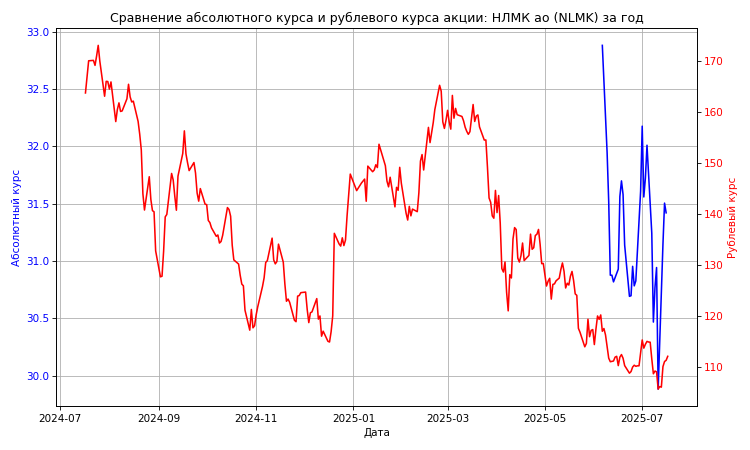 Сравнение абсолютного курса и рублевого курса акции: НЛМК ао (NLMK) за год
33.0
32.5
32.0
31.5
31.0
30.5
30.0
Абсолютный курс
170
160
150
140
130
120
110
Рублевый курс
2024-07 2024-09 2024-11 2025-01 2025-03 2025-05 2025-07
Дата